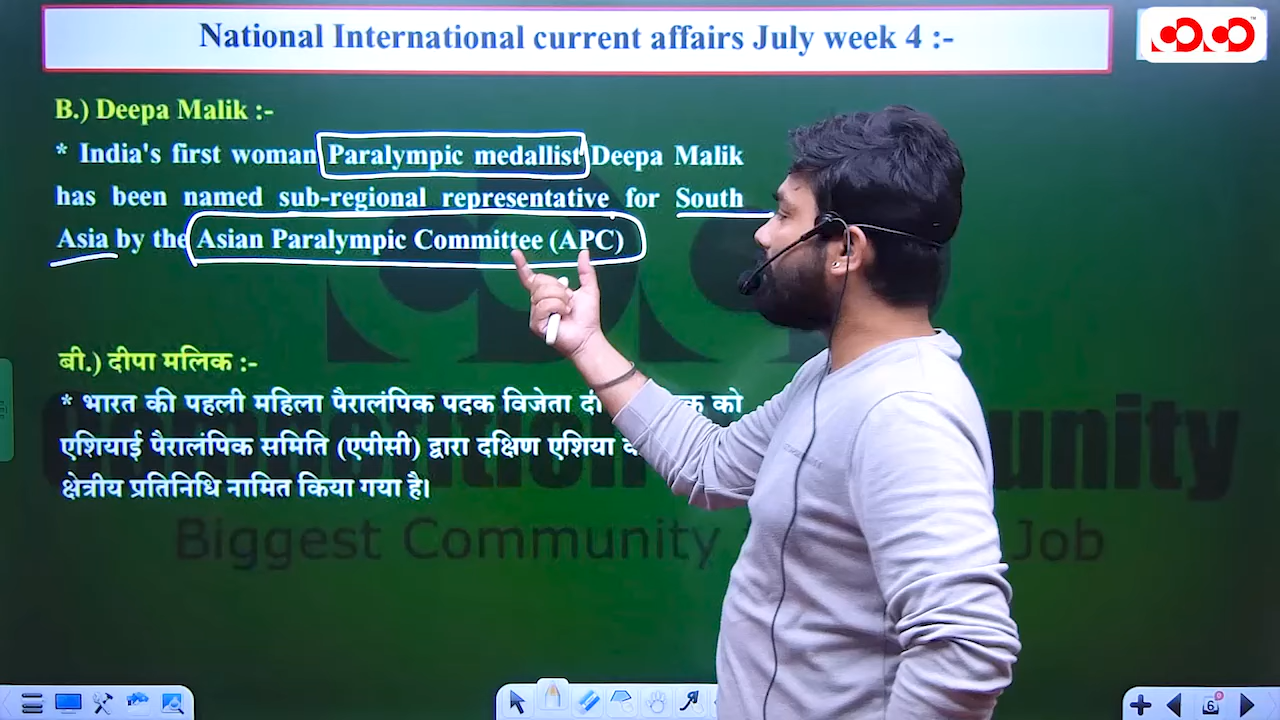 National International current affairs July week 4 :-
B.) Deepa Malik :-
* India's first woman Paralympic medallist Deepa Malik
has been named sub-regional representative for South
Asia by the Asian Paralympic Committee (APC)
बी.) दीपा मलिक :-
* भारत की पहली महिला पैरालंपिक पदक विजेता को
एशियाई पैरालंपिक समिति (एपीसी) द्वारा दक्षिण एशिया
क्षेत्रीय प्रतिनिधि नामित किया गया है।
Biggest Community Job
6